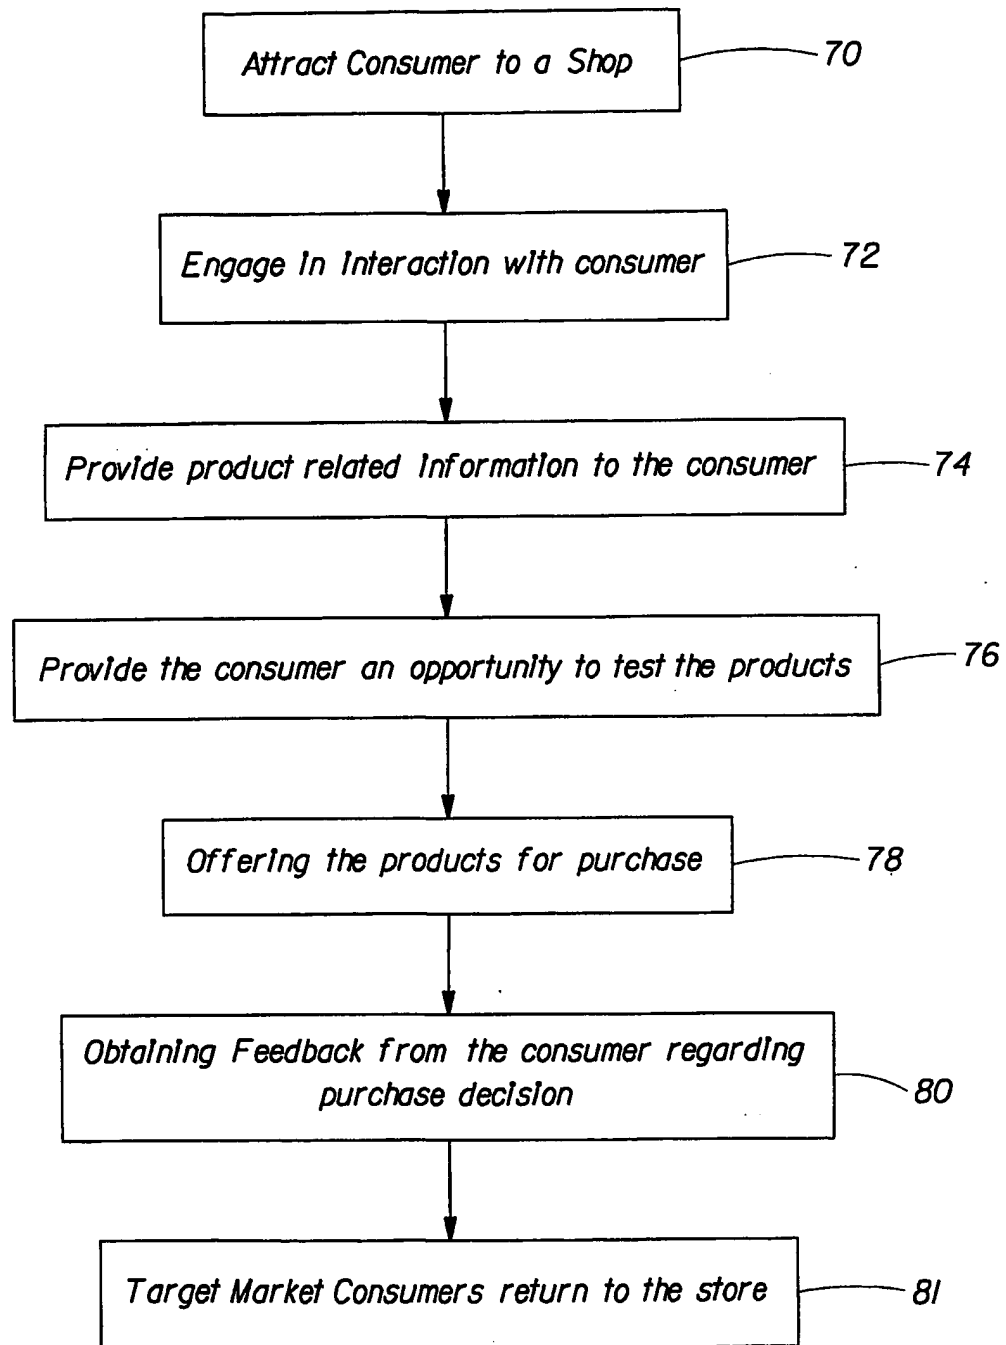 Attract Consumer to a Shop
70
Engage in interaction with consumer
72
Provide product related information to the consumer
74
Provide the consumer an opportunity to test the products
76
Offering the products for purchase
78
Obtaining Feedback from the consumer regarding
purchase decision
80
Target Market Consumers return to the store
81